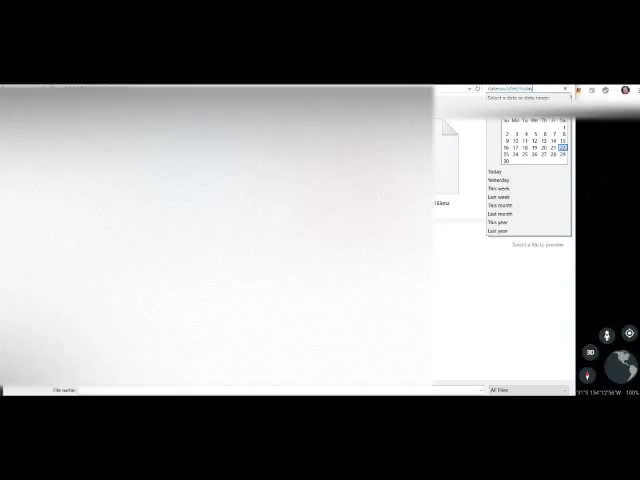 Select a date or date range:
Su Mo Tu We Th Fr Sa
1
2 3 4 5 6 7 8
9 10 11 12 13 14 15
16 17 18 19 20 21 22
23 24 25 26 27 28 29
30
Today
Yesterday
This week
Last week
This month
Last month
This year
Last year
Select a file to preview
3D
File name:
All Files
100%